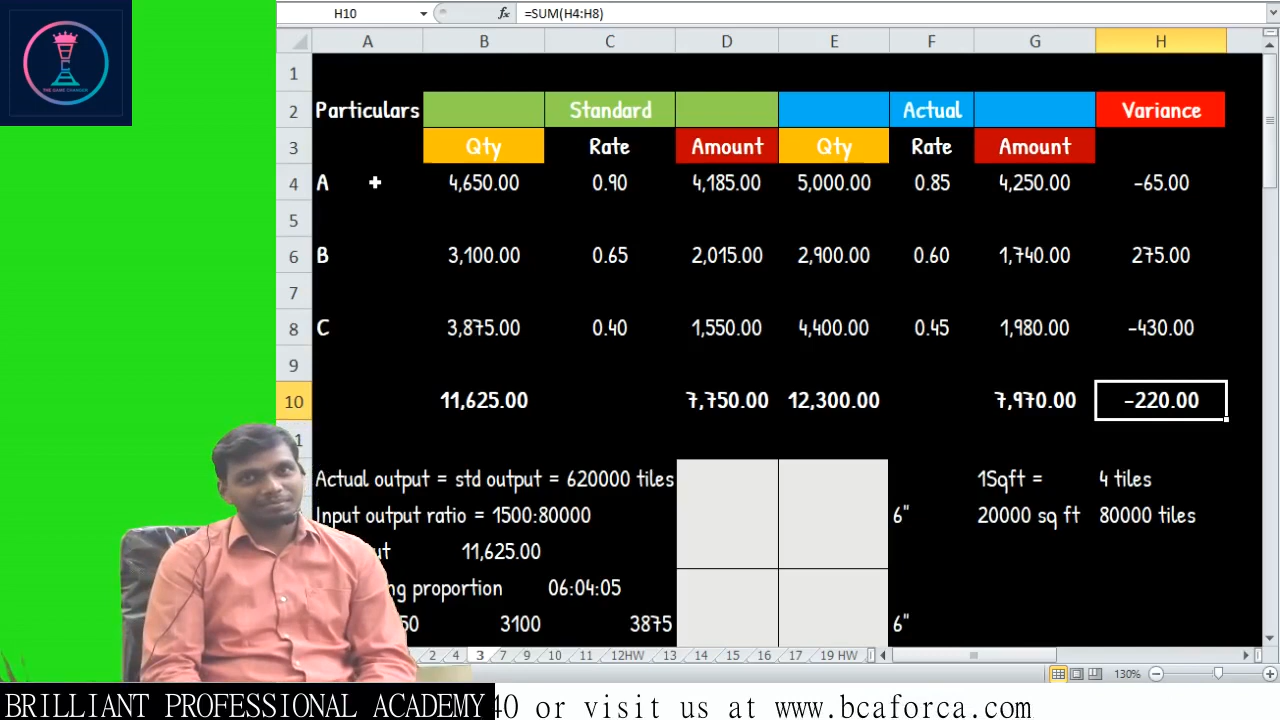 H10 fx =SUM(H4:H8)
A B C D E F G H
THE GAME CHANGER
1
2 Particulars Standard Actual Variance
3 Qty Rate Amount Qty Rate Amount
4 A 4,650.00 0.90 4,185.00 5,000.00 0.85 4,250.00 -65.00
5
6 B 3,100.00 0.65 2,015.00 2,900.00 0.60 1,740.00 275.00
7
8 C 3,875.00 0.40 1,550.00 4,400.00 0.45 1,980.00 -430.00
9
10 11,625.00 7,750.00 12,300.00 7,970.00 -220.00
Actual output = std output = 620000 tiles 1Sqft = 4 tiles
Input output ratio = 1500:80000 6" 20000 sq ft 80000 tiles
11,625.00
proportion 06:04:05
3100 3875 6"
2 4 3 7 9 10 11 12HW 13 14 15 16 17 19 HW
130%
BRILLIANT PROFESSIONAL ACADEMY 40 or visit us at www.bcaforca.com